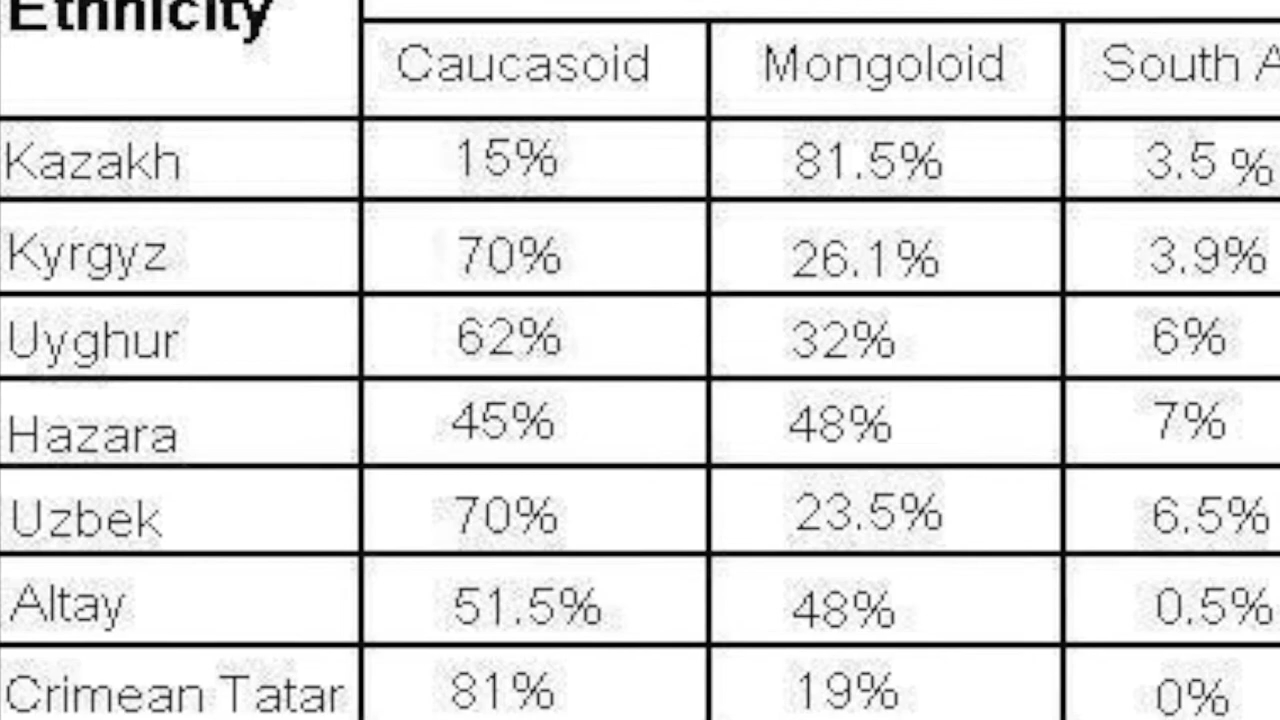 Ethnicity
Caucasoid Mongoloid South A
Kazakh 15% 81.5% 3.5 %
Kyrgyz 70% 26.1% 3.9%
Uyghur 62% 32% 6%
Hazara 45% 48% 7%
Uzbek 70% 23.5% 6.5%
Altay 51.5% 48% 0.5%
Crimean Tatar 81% 19% 0%